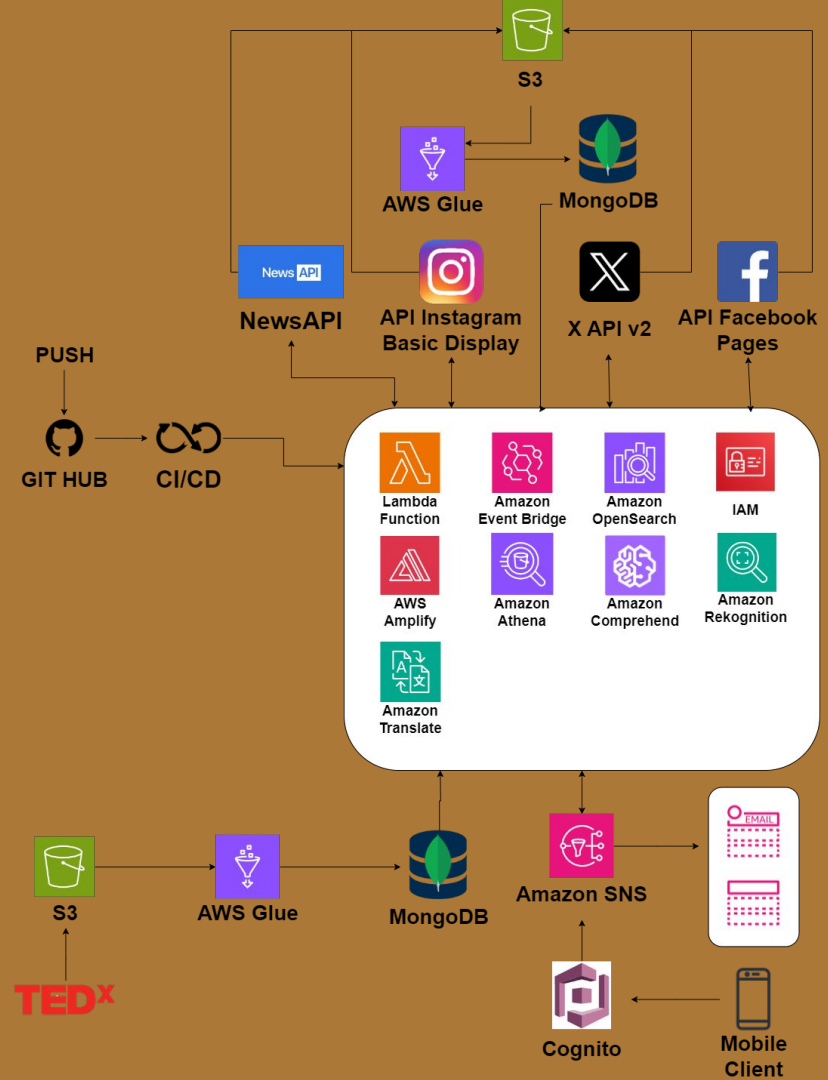 S3
AWS Glue
MongoDB
News API
NewsAPI
API Instagram
Basic Display
X API v2
API Facebook
Pages
PUSH
GIT HUB
CI/CD
Lambda
Function
Amazon
Event Bridge
Amazon
OpenSearch
IAM
AWS
Amplify
Amazon
Athena
Amazon
Comprehend
Amazon
Rekognition
A
文
Amazon
Translate
S3
AWS Glue
MongoDB
Amazon SNS
EMAIL
TEDx
Cognito
Mobile
Client